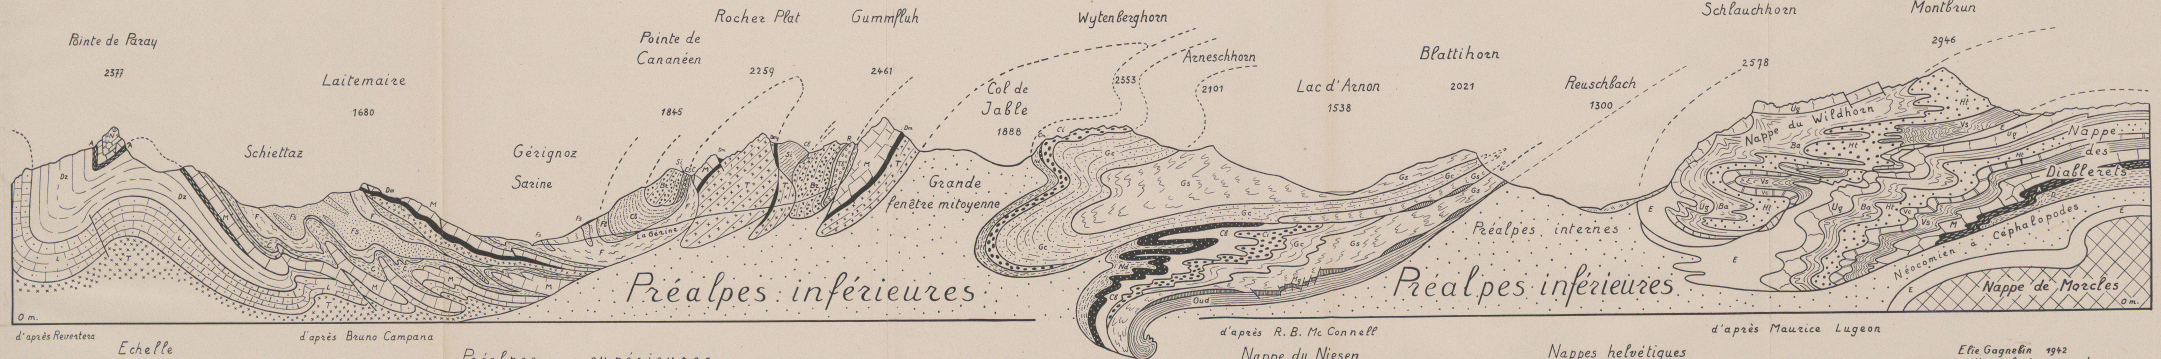 Pointe de Paray
2377
Laitemaire
1680
Schiettaz
Gérignoz
Sarine
Pointe de
Cananéen
1845
Rocher Plat
2259
Gummfluh
2461
Col de
Jable
1888
Wytenberghorn
2353
Arneschhorn
2101
Lac d'Arnon
1538
Blattihorn
2021
Reuschbach
1300
Schlauchhorn
2578
Montbrun
2946
La Gérine
Grande
fenêtre mitoyenne
Préalpes inférieures
Préalpes internes
Préalpes inférieures
Nappe du Wildhorn
Nappe
des
Diablerets
Néocomien à Céphalopodes
Nappe de Morcles
0 m.
0 m.
d'après Revertera
d'après Bruno Campana
d'après R.B. Mc Connell
d'après Maurice Lugeon
Echelle
Nappe du Niesen
Nappes helvétiques
Elie Gagnebin 1942